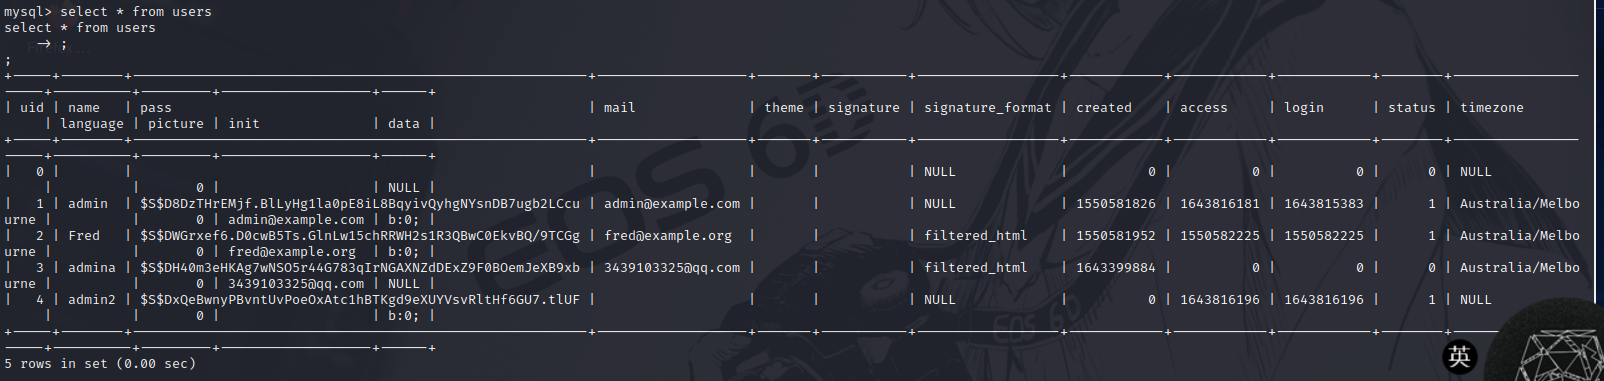 mysql> select * from users
select * from users
    → ;
;
+-----+--------+---------------------------------------------------------+-------------------+-------+-----------+------------------+------------+------------+------------+--------+----------------
-----+----------+---------+-------------------+------+
| uid | name   | pass                                                    | mail              | theme | signature | signature_format | created    | access     | login      | status | timezone
     | language | picture | init              | data |
+-----+--------+---------------------------------------------------------+-------------------+-------+-----------+------------------+------------+------------+------------+--------+----------------
-----+----------+---------+-------------------+------+
|   0 |        |                                                         |                   |       |           | NULL             |          0 |          0 |          0 |      0 | NULL
     |          |       0 |                   | NULL |
|   1 | admin  | $S$D8DzTHrEMjf.BlLyHg1la0pE8iL8BqyivQyhgNYsnDB7ugb2LCcu | admin@example.com |       |           | NULL             | 1550581826 | 1643816181 | 1643815383 |      1 | Australia/Melbo
urne |          |       0 | admin@example.com | b:0; |
|   2 | Fred   | $S$DWGrxef6.D0cwB5Ts.GlnLw15chRRWH2s1R3QBwC0EkvBQ/9TCGg | fred@example.org  |       |           | filtered_html    | 1550581952 | 1550582225 | 1550582225 |      1 | Australia/Melbo
urne |          |       0 | fred@example.org  | b:0; |
|   3 | admina | $S$DH40m3eHKAg7wNSO5r44G783qIrNGAXNZdDExZ9F0BOemJeXB9xb | 3439103325@qq.com |       |           | filtered_html    | 1643399884 |          0 |          0 |      0 | Australia/Melbo
urne |          |       0 | 3439103325@qq.com | NULL |
|   4 | admin2 | $S$DxQeBwnyPBvntUvPoeOxAtc1hBTKgd9eXUYVsvRltHf6GU7.tlUF |                   |       |           | NULL             |          0 | 1643816196 | 1643816196 |      1 | NULL
     |          |       0 |                   | b:0; |
+-----+--------+---------------------------------------------------------+-------------------+-------+-----------+------------------+------------+------------+------------+--------+----------------
-----+----------+---------+-------------------+------+
5 rows in set (0.00 sec)
EOS 6D
EOS 6D
英